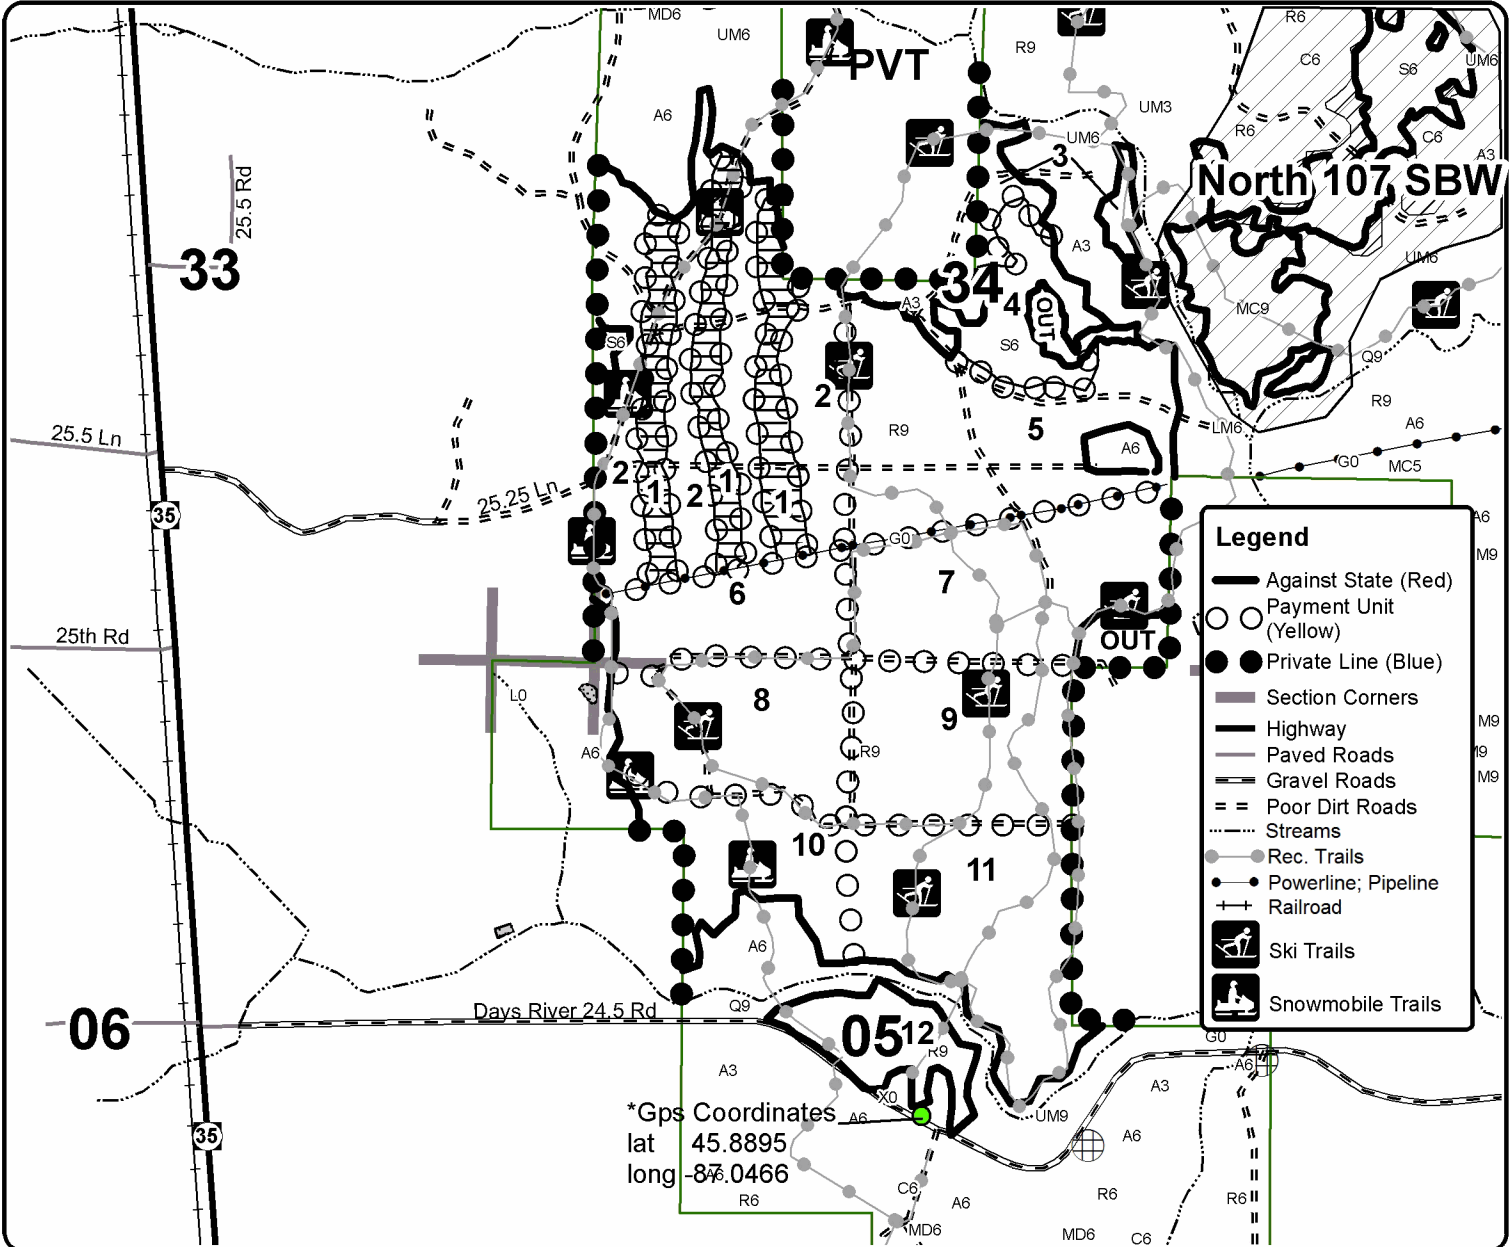 MD6
R6
UM6
R9
PVT
C6
S6
UM6
A6
UM3
UM6
R6
C6
A3
3
North 107 SBW
25.5 Rd
33
A3
UM6
34
4
A3
OUT
MC9
S6
S6
Q9
2
R9
5
R9
25.5 Ln
LM6
A6
A6
G0
MC5
2
1
2
1
1
25.25 Ln
35
A6
G0
Legend
M9
7
Against State (Red)
6
Payment Unit
(Yellow)
25th Rd
OUT
Private Line (Blue)
L0
8
Section Corners
9
Highway
M9
A6
R9
Paved Roads
M9
Gravel Roads
M9
Poor Dirt Roads
Streams
10
Rec. Trails
11
Powerline; Pipeline
Railroad
A6
Ski Trails
Snowmobile Trails
Days River 24.5 Rd
Q9
06
05
12
R9
G0
A3
A6
A3
X0
*Gps Coordinates
A6
UM9
35
lat 45.8895
A6
long -87.0466
A6
R6
C6
A6
R6
R6
MD6
MD6
C6